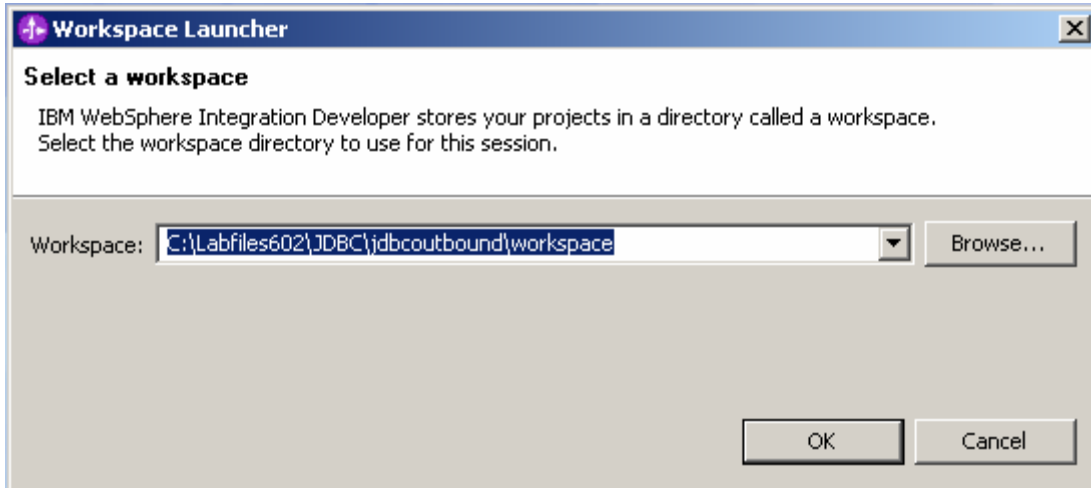 Workspace Launcher
Select a workspace
IBM WebSphere Integration Developer stores your projects in a directory called a workspace.
Select the workspace directory to use for this session.
Workspace: C:\Labfiles602\JDBC\jdbcoutbound\workspace Browse...
OK Cancel